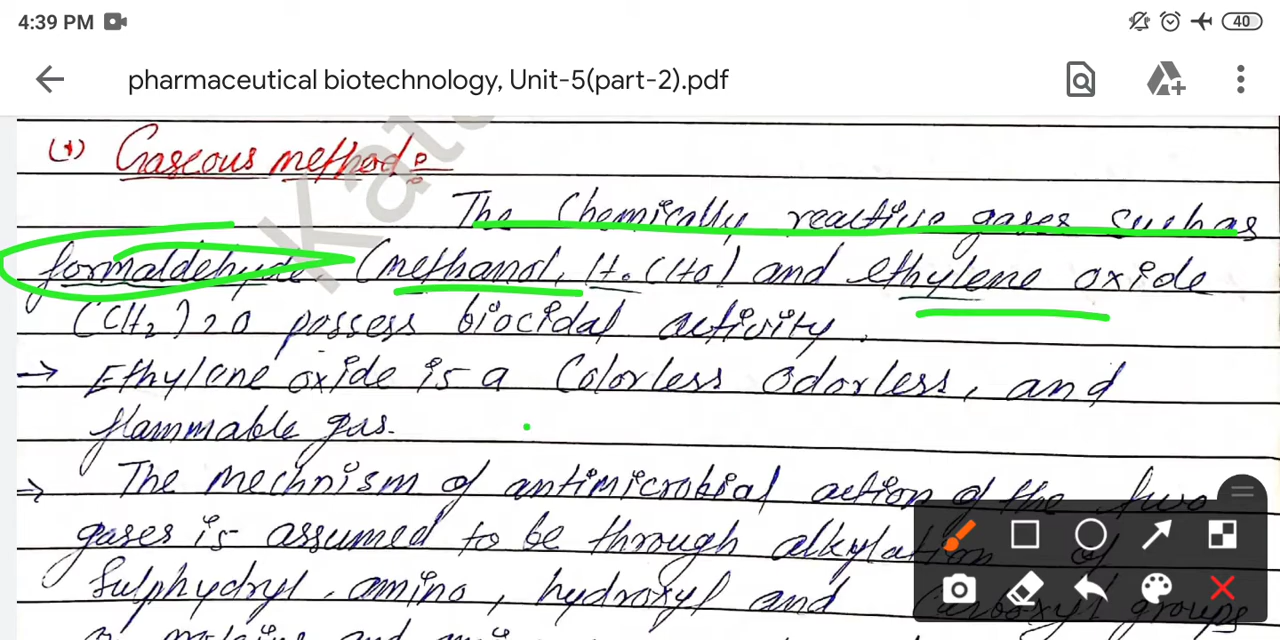 4:39 PM
40
pharmaceutical biotechnology, Unit-5(part-2).pdf
(*) Gaseous method:
The Chemically reactive gases such as
formaldehyde (methanol, H.CHO) and ethylene oxide
(CH2)20 possess biocidal activity.
→ Ethylene oxide is a Colorless odorless, and
flammable gas.
⇒ The mechnism of antimicrobial action of the two
gases is assumed to be through alkylation of
Sulphydryl, amino, hydroxyl and Carboxyl groups